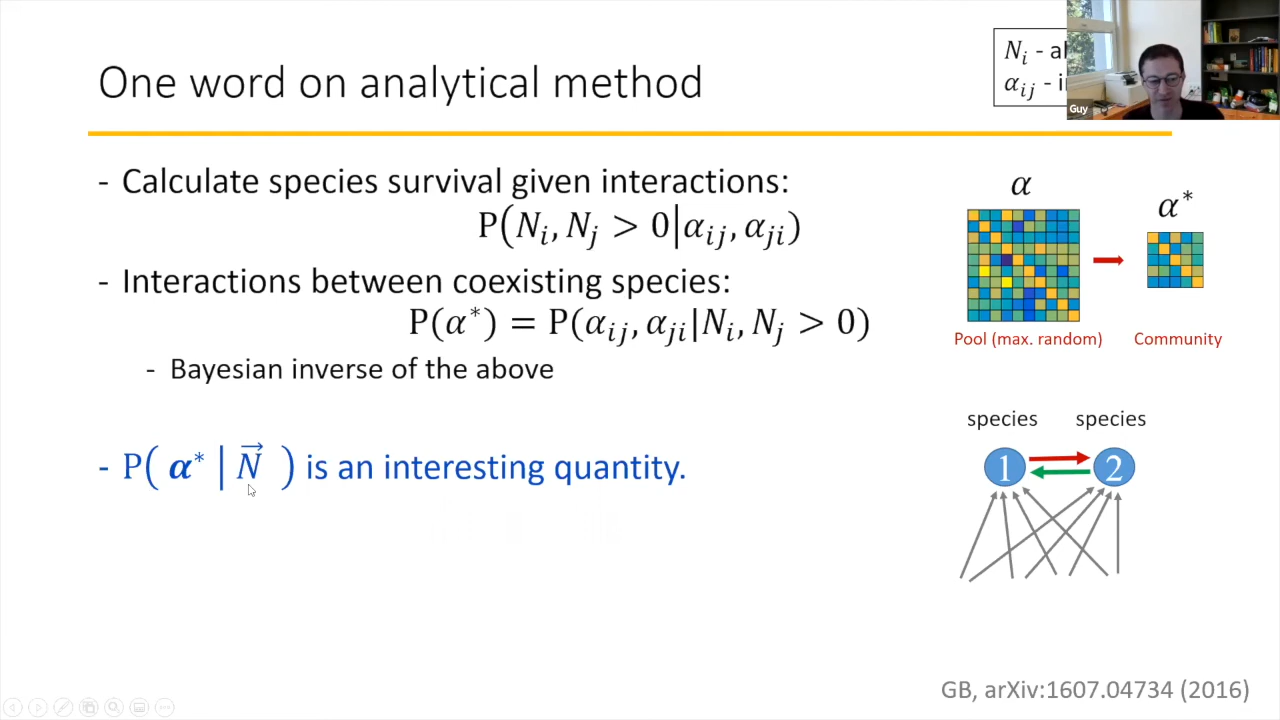 One word on analytical method
N_i - a
α_ij - i
Guy
- Calculate species survival given interactions:
P(N_i, N_j > 0|α_ij, α_ji)
- Interactions between coexisting species:
P(α*) = P(α_ij, α_ji|N_i, N_j > 0)
- Bayesian inverse of the above
- P( α* | N⃗ ) is an interesting quantity.
α
α*
Pool (max. random)
Community
species species
1 2
GB, arXiv:1607.04734 (2016)